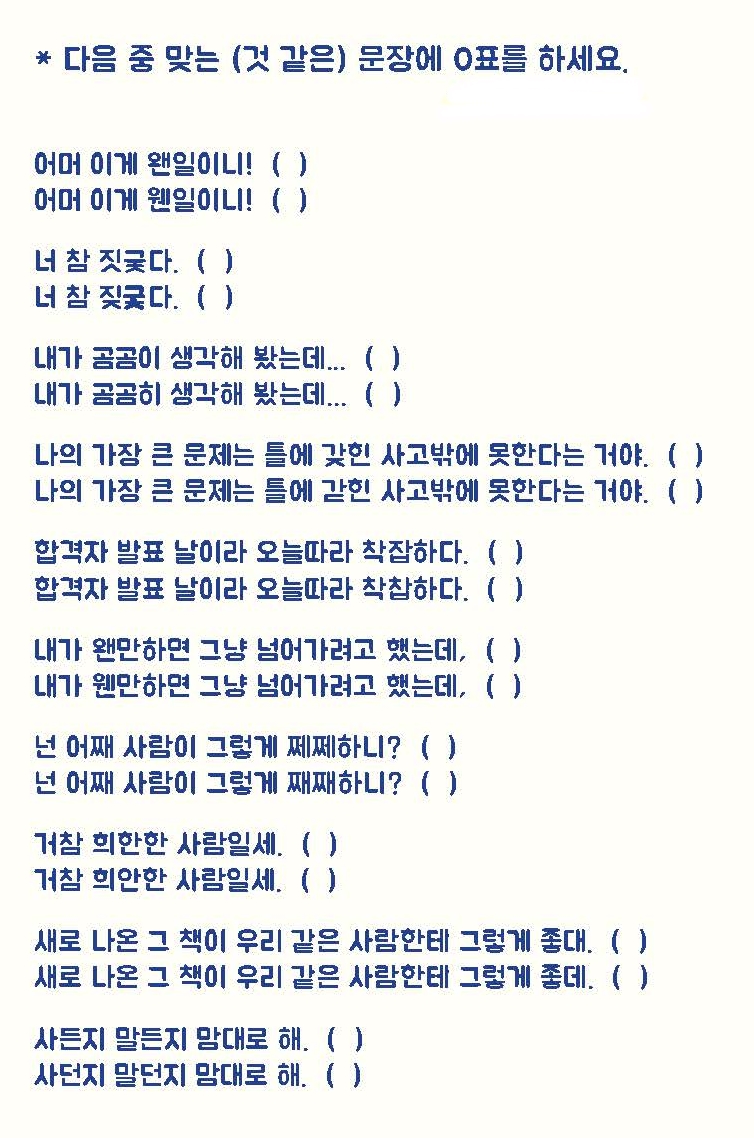 * 다음 중 맞는 (것 같은) 문장에 O표를 하세요.
어머 이게 왠일이니! ( )
어머 이게 웬일이니! ( )
너 참 짓궂다. ( )
너 참 짖궂다. ( )
내가 곰곰이 생각해 봤는데... ( )
내가 곰곰히 생각해 봤는데... ( )
나의 가장 큰 문제는 틀에 갖힌 사고밖에 못한다는 거야. ( )
나의 가장 큰 문제는 틀에 갇힌 사고밖에 못한다는 거야. ( )
합격자 발표 날이라 오늘따라 착잡하다. ( )
합격자 발표 날이라 오늘따라 착찹하다. ( )
내가 왠만하면 그냥 넘어가려고 했는데, ( )
내가 웬만하면 그냥 넘어가려고 했는데, ( )
넌 어째 사람이 그렇게 쩨쩨하니? ( )
넌 어째 사람이 그렇게 째째하니? ( )
거참 희한한 사람일세. ( )
거참 희안한 사람일세. ( )
새로 나온 그 책이 우리 같은 사람한테 그렇게 좋대. ( )
새로 나온 그 책이 우리 같은 사람한테 그렇게 좋데. ( )
사든지 말든지 맘대로 해. ( )
사던지 말던지 맘대로 해. ( )